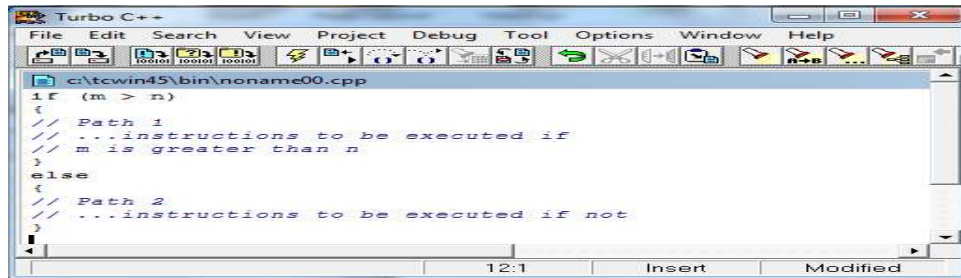 Turbo C++
File Edit Search View Project Debug Tool Options Window Help
c:\tcwin45\bin\noname00.cpp
if (m > n)
{
// Path 1
// ...instructions to be executed if
// m is greater than n
}
else
{
// Path 2
// ...instructions to be executed if not
}
12:1 Insert Modified